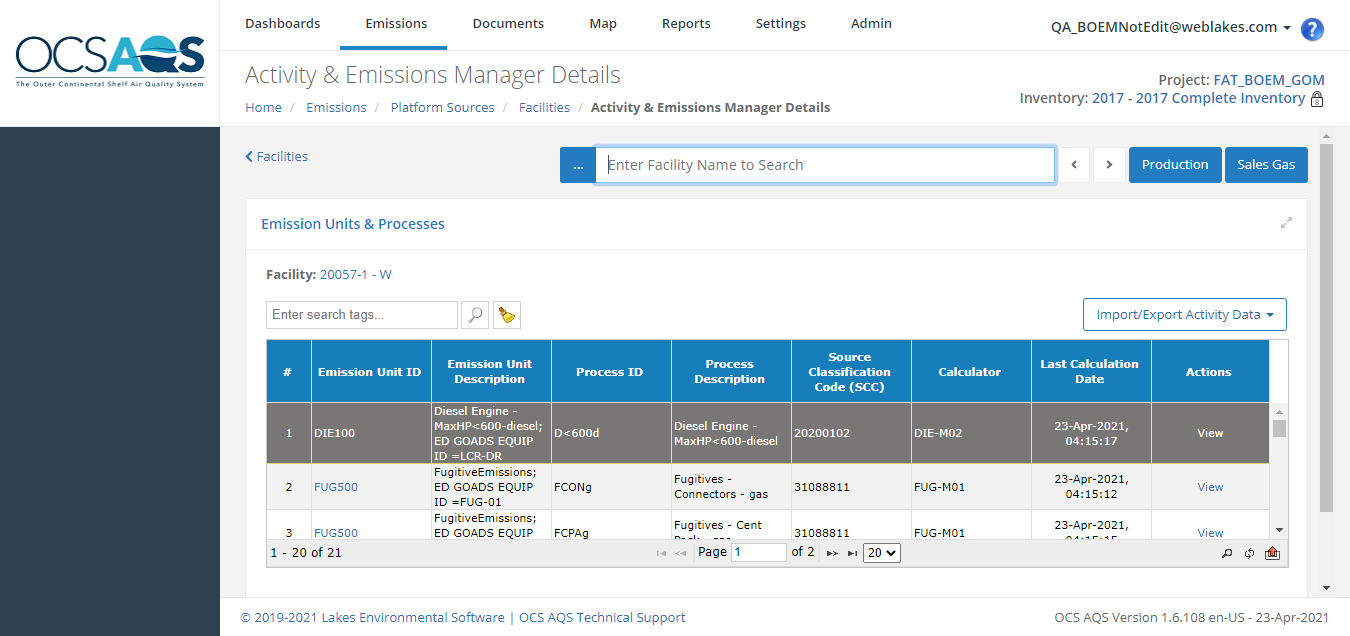 OCSAQS
The Outer Continental Shelf Air Quality System
Dashboards Emissions Documents Map Reports Settings Admin
QA_BOEMNotEdit@weblakes.com
?
Activity & Emissions Manager Details
Home / Emissions / Platform Sources / Facilities / Activity & Emissions Manager Details
Project: FAT_BOEM_GOM
Inventory: 2017 - 2017 Complete Inventory
Facilities
...
Enter Facility Name to Search
Production
Sales Gas
Emission Units & Processes
Facility: 20057-1 - W
Enter search tags...
Import/Export Activity Data
#
Emission Unit ID
Emission Unit
Description
Process ID
Process
Description
Source
Classification
Code (SCC)
Calculator
Last Calculation
Date
Actions
1
DIE100
Diesel Engine -
MaxHP<600-diesel;
ED GOADS EQUIP
ID =LCR-DR
D<600d
Diesel Engine -
MaxHP<600-diesel
20200102
DIE-M02
23-Apr-2021,
04:15:17
View
2
FUG500
FugitiveEmissions;
ED GOADS EQUIP
ID =FUG-01
FCONg
Fugitives -
Connectors - gas
31088811
FUG-M01
23-Apr-2021,
04:15:12
View
3
FUG500
FugitiveEmissions;
ED GOADS EQUIP
FCPAg
Fugitives - Cent
31088811
FUG-M01
23-Apr-2021,
View
1 - 20 of 21
Page 1 of 2
20
© 2019-2021 Lakes Environmental Software | OCS AQS Technical Support
OCS AQS Version 1.6.108 en-US - 23-Apr-2021